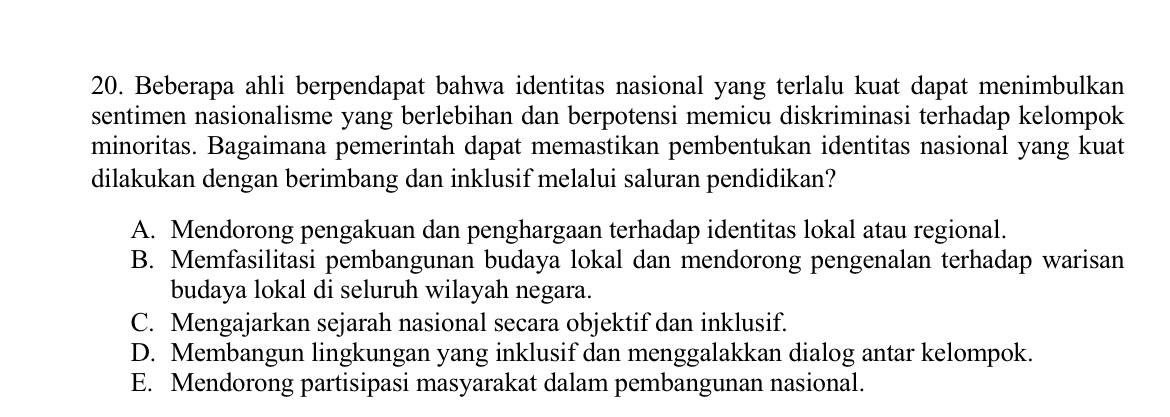 20. Beberapa ahli berpendapat bahwa identitas nasional yang terlalu kuat dapat menimbulkan
sentimen nasionalisme yang berlebihan dan berpotensi memicu diskriminasi terhadap kelompok
minoritas. Bagaimana pemerintah dapat memastikan pembentukan identitas nasional yang kuat
dilakukan dengan berimbang dan inklusif melalui saluran pendidikan?
A. Mendorong pengakuan dan penghargaan terhadap identitas lokal atau regional.
B. Memfasilitasi pembangunan budaya lokal dan mendorong pengenalan terhadap warisan
budaya lokal di seluruh wilayah negara.
C. Mengajarkan sejarah nasional secara objektif dan inklusif.
D. Membangun lingkungan yang inklusif dan menggalakkan dialog antar kelompok.
E. Mendorong partisipasi masyarakat dalam pembangunan nasional.